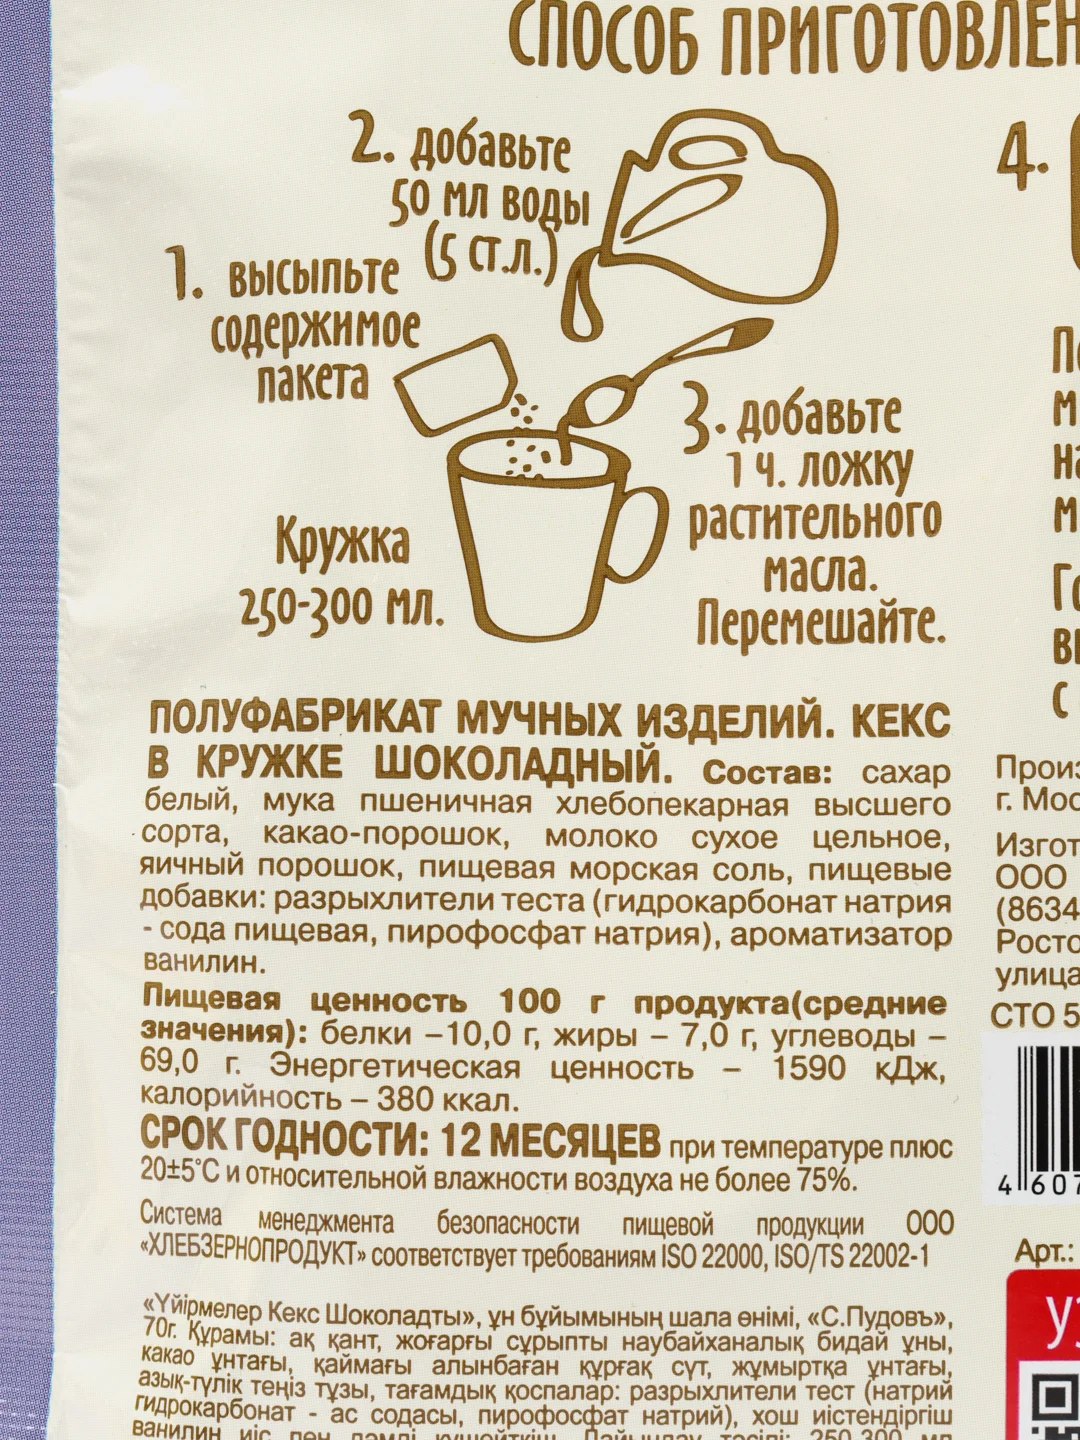 СПОСОБ ПРИГОТОВЛЕН
2. добавьте
50 мл воды
(5 ст.л.)
1. высыпьте
содержимое
пакета
3. добавьте
1 ч. ложку
растительного
масла.
Перемешайте.
Кружка
250-300 мл.
4.
ПОЛУФАБРИКАТ МУЧНЫХ ИЗДЕЛИЙ. КЕКС
В КРУЖКЕ ШОКОЛАДНЫЙ. Состав: сахар
белый, мука пшеничная хлебопекарная высшего
сорта, какао-порошок, молоко сухое цельное,
яичный порошок, пищевая морская соль, пищевые
добавки: разрыхлители теста (гидрокарбонат натрия
- сода пищевая, пирофосфат натрия), ароматизатор
ванилин.
Пищевая ценность 100 г продукта(средние
значения): белки –10,0 г, жиры – 7,0 г, углеводы –
69,0 г. Энергетическая ценность – 1590 кДж,
калорийность – 380 ккал.
СРОК ГОДНОСТИ: 12 МЕСЯЦЕВ при температуре плюс
20±5°С и относительной влажности воздуха не более 75%.
Система менеджмента безопасности пищевой продукции ООО
«ХЛЕБЗЕРНОПРОДУКТ» соответствует требованиям ISO 22000, ISO/TS 22002-1
«Үйірмелер Кекс Шоколадты», ұн бұйымының шала өнімі, «С.Пудовъ»,
70г. Құрамы: ақ қант, жоғарғы сұрыпты наубайханалық бидай ұны,
какао ұнтағы, қаймағы алынбаған құрғақ сүт, жұмыртқа ұнтағы,
азық-түлік теңіз тұзы, тағамдық қоспалар: разрыхлители тест (натрий
гидрокарбонат - ас содасы, пирофосфат натрий), хош иістендіргіш
ванилин
г. Мос
Изгот
ООО
(8634
Росто
улица
СТО 5
4 607
Арт.: